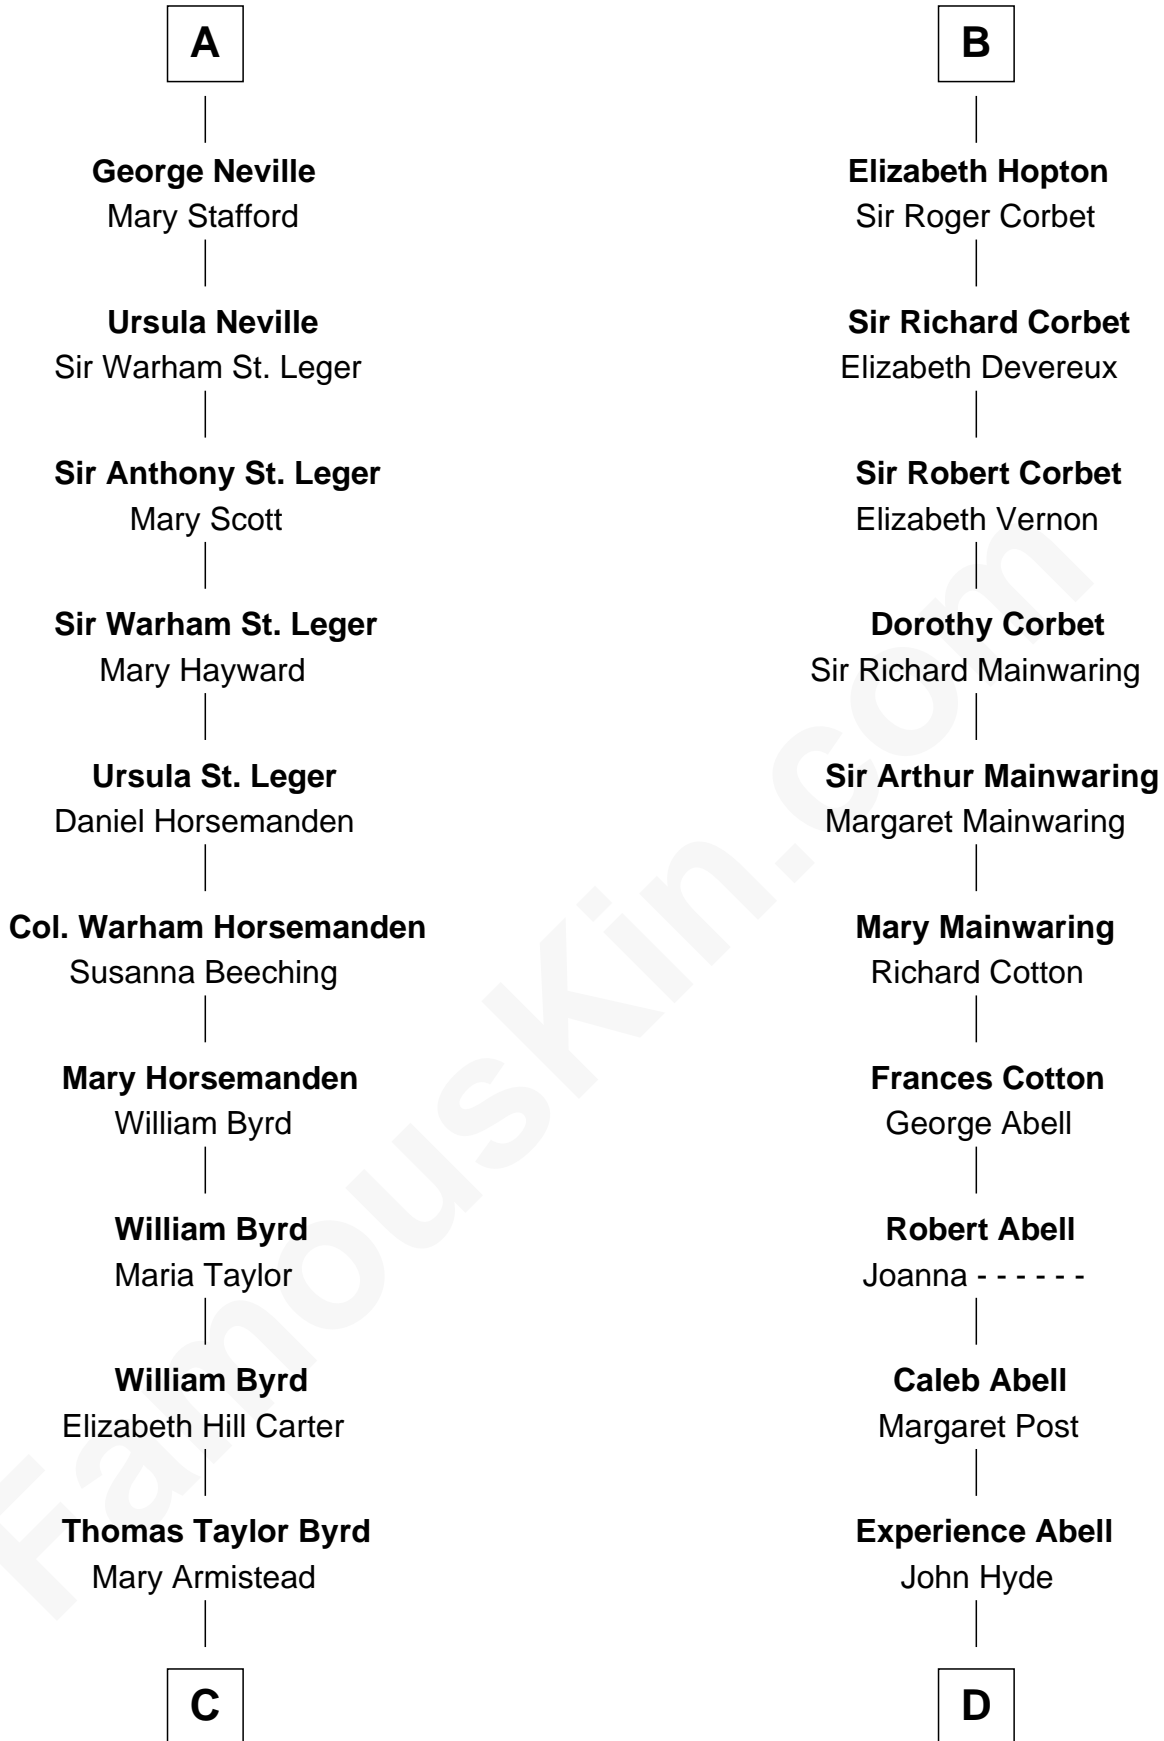 A
George Neville
Mary Stafford
Ursula Neville
Sir Warham St. Leger
Sir Anthony St. Leger
Mary Scott
Sir Warham St. Leger
Mary Hayward
Ursula St. Leger
Daniel Horsemanden
Col. Warham Horsemanden
Susanna Beeching
Mary Horsemanden
William Byrd
William Byrd
Maria Taylor
William Byrd
Elizabeth Hill Carter
Thomas Taylor Byrd
Mary Armistead
C
B
Elizabeth Hopton
Sir Roger Corbet
Sir Richard Corbet
Elizabeth Devereux
Sir Robert Corbet
Elizabeth Vernon
Dorothy Corbet
Sir Richard Mainwaring
Sir Arthur Mainwaring
Margaret Mainwaring
Mary Mainwaring
Richard Cotton
Frances Cotton
George Abell
Robert Abell
Joanna - - - - - -
Caleb Abell
Margaret Post
Experience Abell
John Hyde
D
FamousKin.com